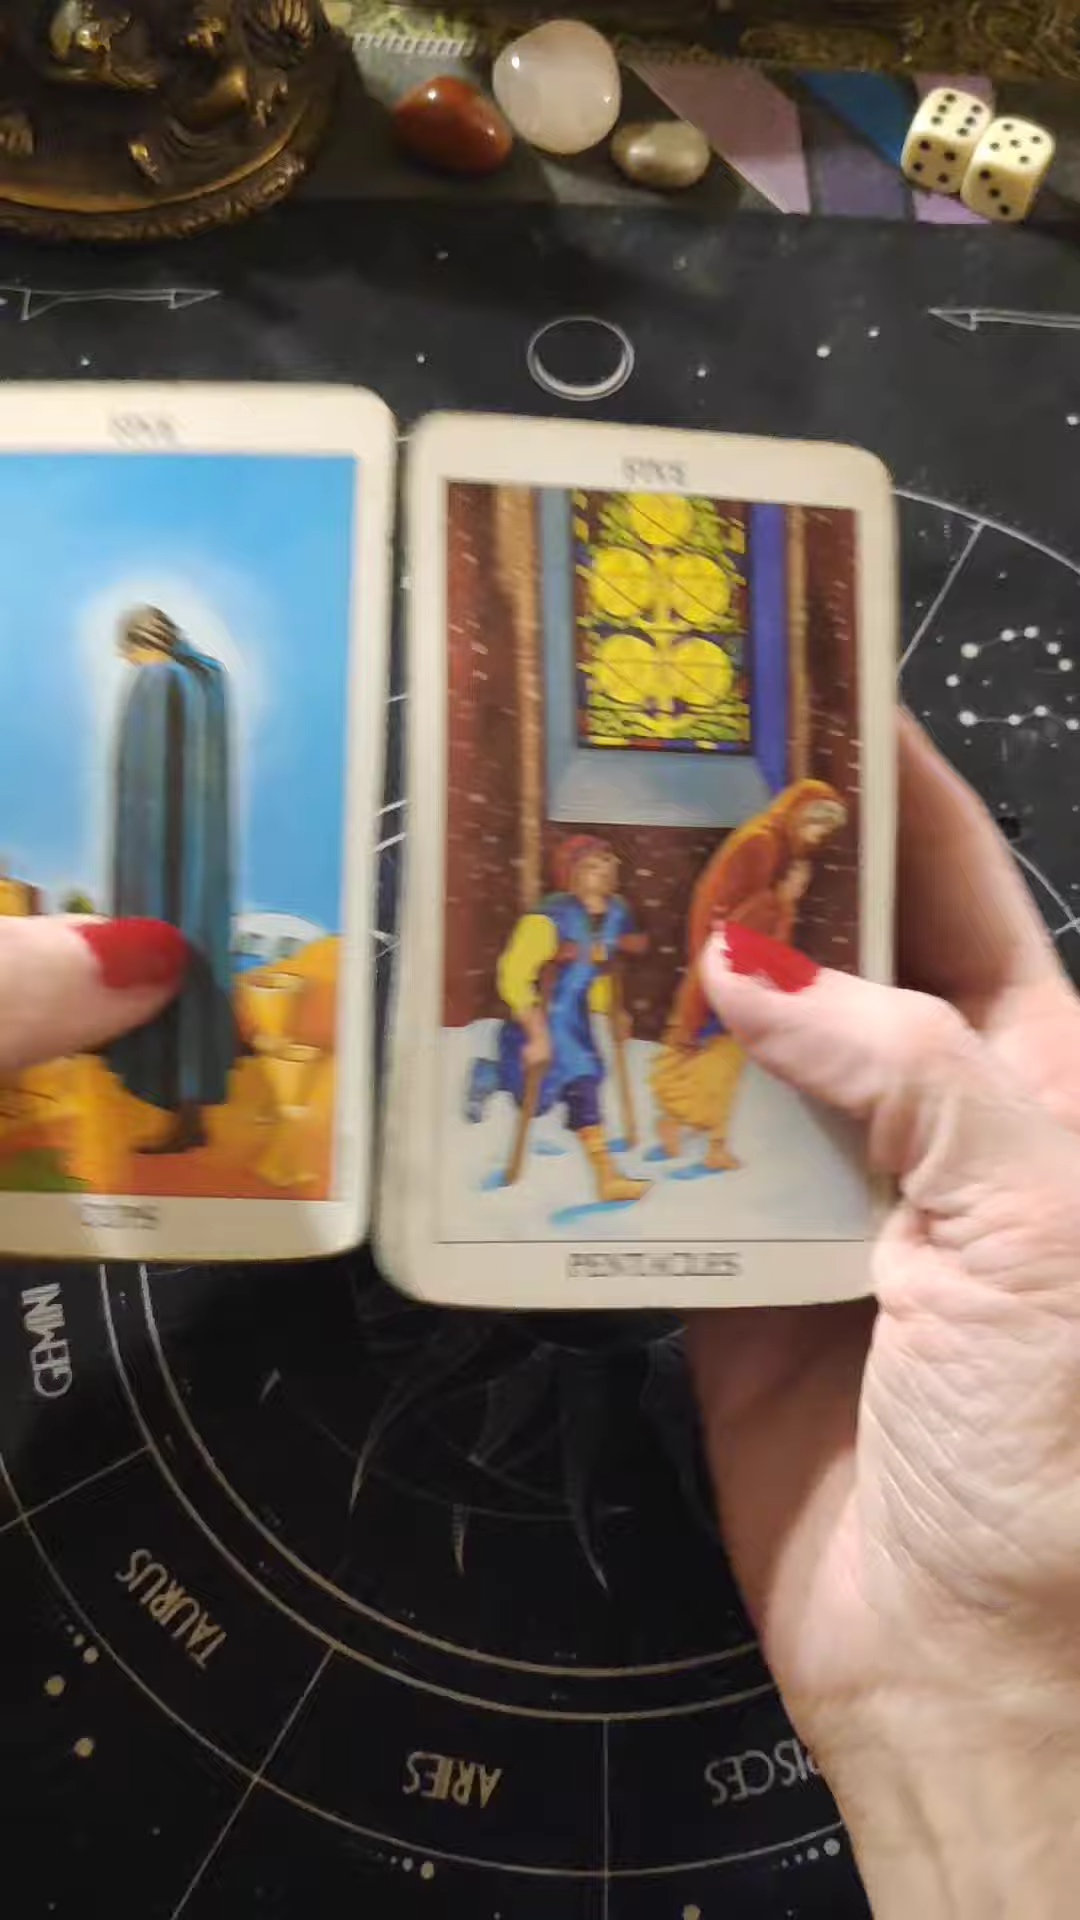 FIVE
FIVE
CUPS
PENTACLES
GEMINI
TAURUS
ARIES
PISCES